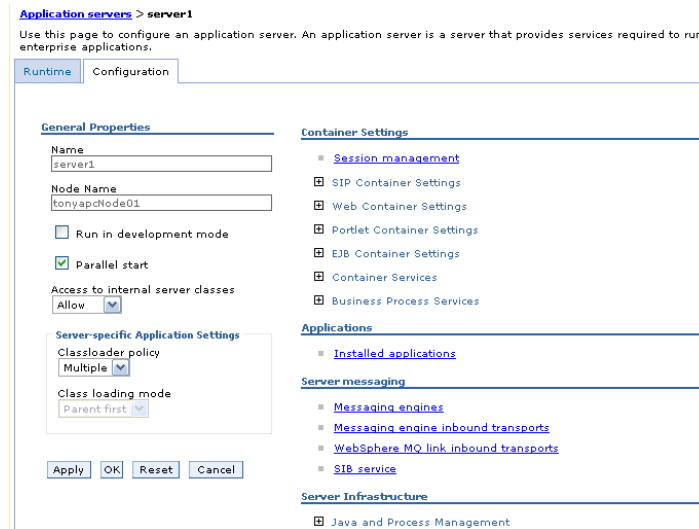 Application servers > server1
Use this page to configure an application server. An application server is a server that provides services required to run
enterprise applications.
Runtime
Configuration
General Properties
Name
server1
Node Name
tonyapcNode01
Run in development mode
Parallel start
Access to internal server classes
Allow
Server-specific Application Settings
Classloader policy
Multiple
Class loading mode
Parent first
Apply
OK
Reset
Cancel
Container Settings
Session management
SIP Container Settings
Web Container Settings
Portlet Container Settings
EJB Container Settings
Container Services
Business Process Services
Applications
Installed applications
Server messaging
Messaging engines
Messaging engine inbound transports
WebSphere MQ link inbound transports
SIB service
Server Infrastructure
Java and Process Management